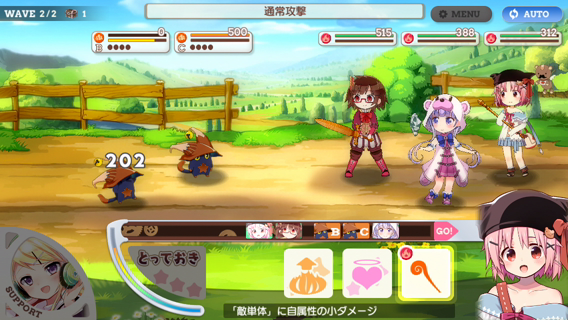 WAVE 2/2 1
通常攻撃
MENU
AUTO
0
B
500
C
515
388
312
202
B
C
GO!
とっておき
SUPPORT
「敵単体」に自属性の小ダメージ